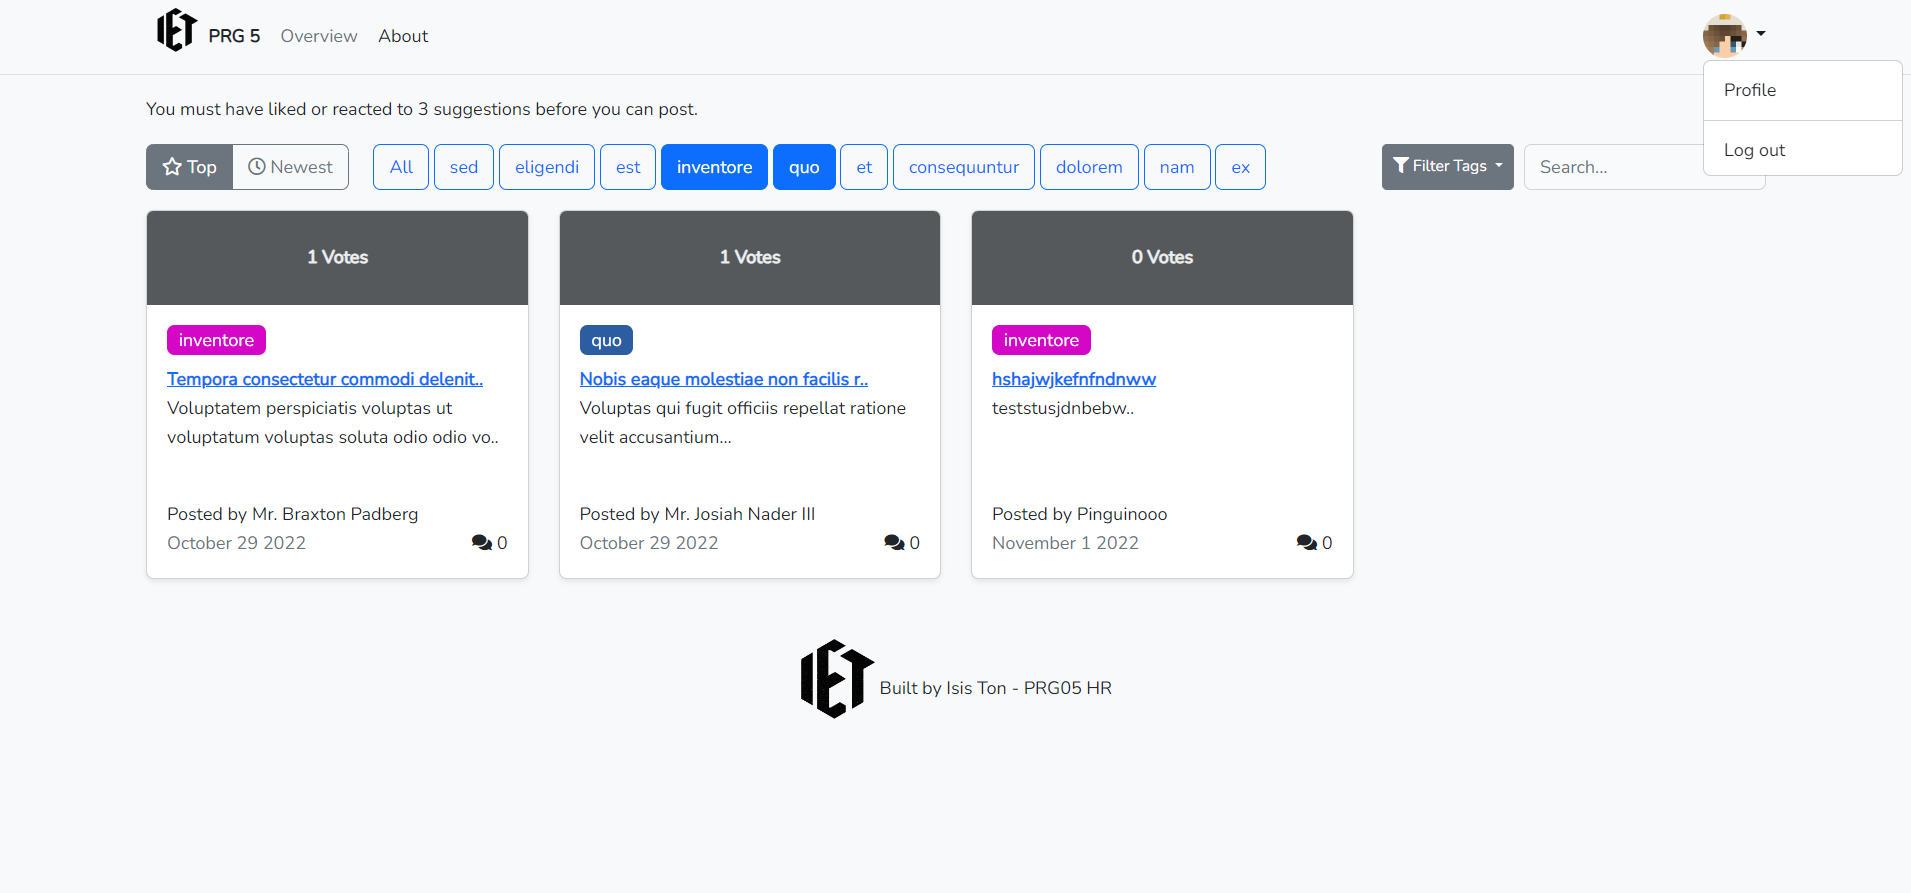 IET PRG 5 Overview About
Profile
You must have liked or reacted to 3 suggestions before you can post.
Log out
Top Newest All sed eligendi est inventore quo et consequuntur dolorem nam ex Filter Tags Search...
1 Votes
inventore
Tempora consectetur commodi delenit..
Voluptatem perspiciatis voluptas ut
voluptatum voluptas soluta odio odio vo..
Posted by Mr. Braxton Padberg
October 29 2022 0
1 Votes
quo
Nobis eaque molestiae non facilis r..
Voluptas qui fugit officiis repellat ratione
velit accusantium...
Posted by Mr. Josiah Nader III
October 29 2022 0
0 Votes
inventore
hshajwjkefnfndnww
teststusjdnbebw..
Posted by Pinguinooo
November 1 2022 0
IET Built by Isis Ton - PRG05 HR